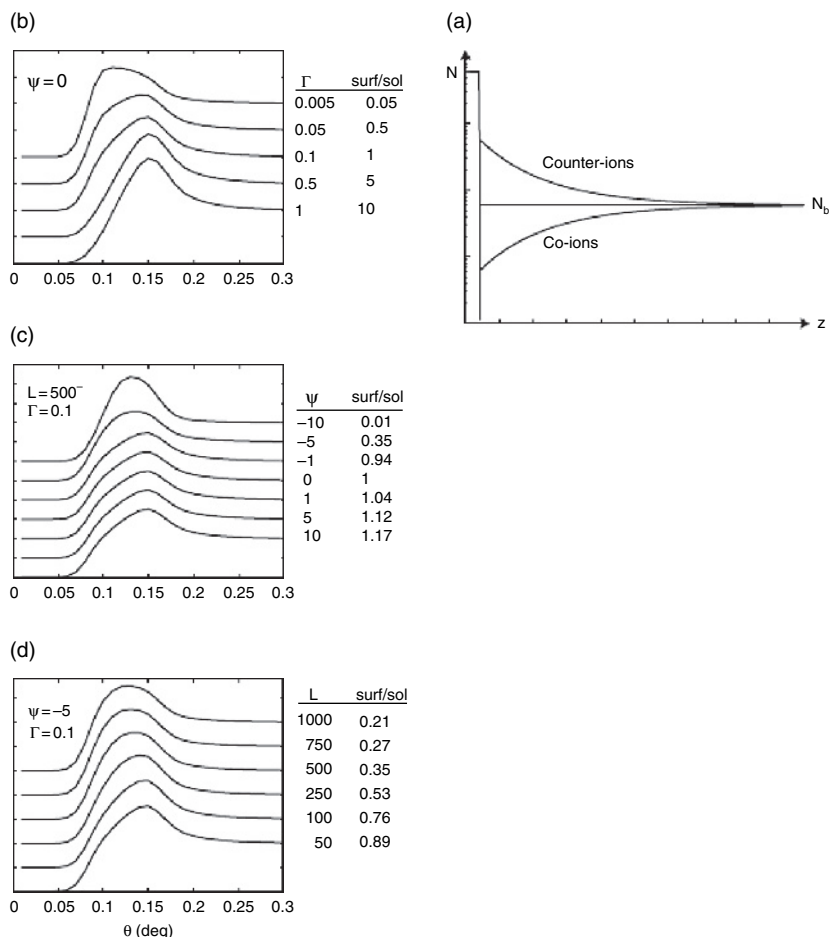 (b)
ψ = 0
Γ surf/sol
0.005 0.05
0.05 0.5
0.1 1
0.5 5
1 10
0 0.05 0.1 0.15 0.2 0.25 0.3
(a)
N
Counter-ions
N_b
Co-ions
z
(c)
L = 500⁻
Γ = 0.1
ψ surf/sol
−10 0.01
−5 0.35
−1 0.94
0 1
1 1.04
5 1.12
10 1.17
0 0.05 0.1 0.15 0.2 0.25 0.3
(d)
ψ = −5
Γ = 0.1
L surf/sol
1000 0.21
750 0.27
500 0.35
250 0.53
100 0.76
50 0.89
0 0.05 0.1 0.15 0.2 0.25 0.3
θ (deg)